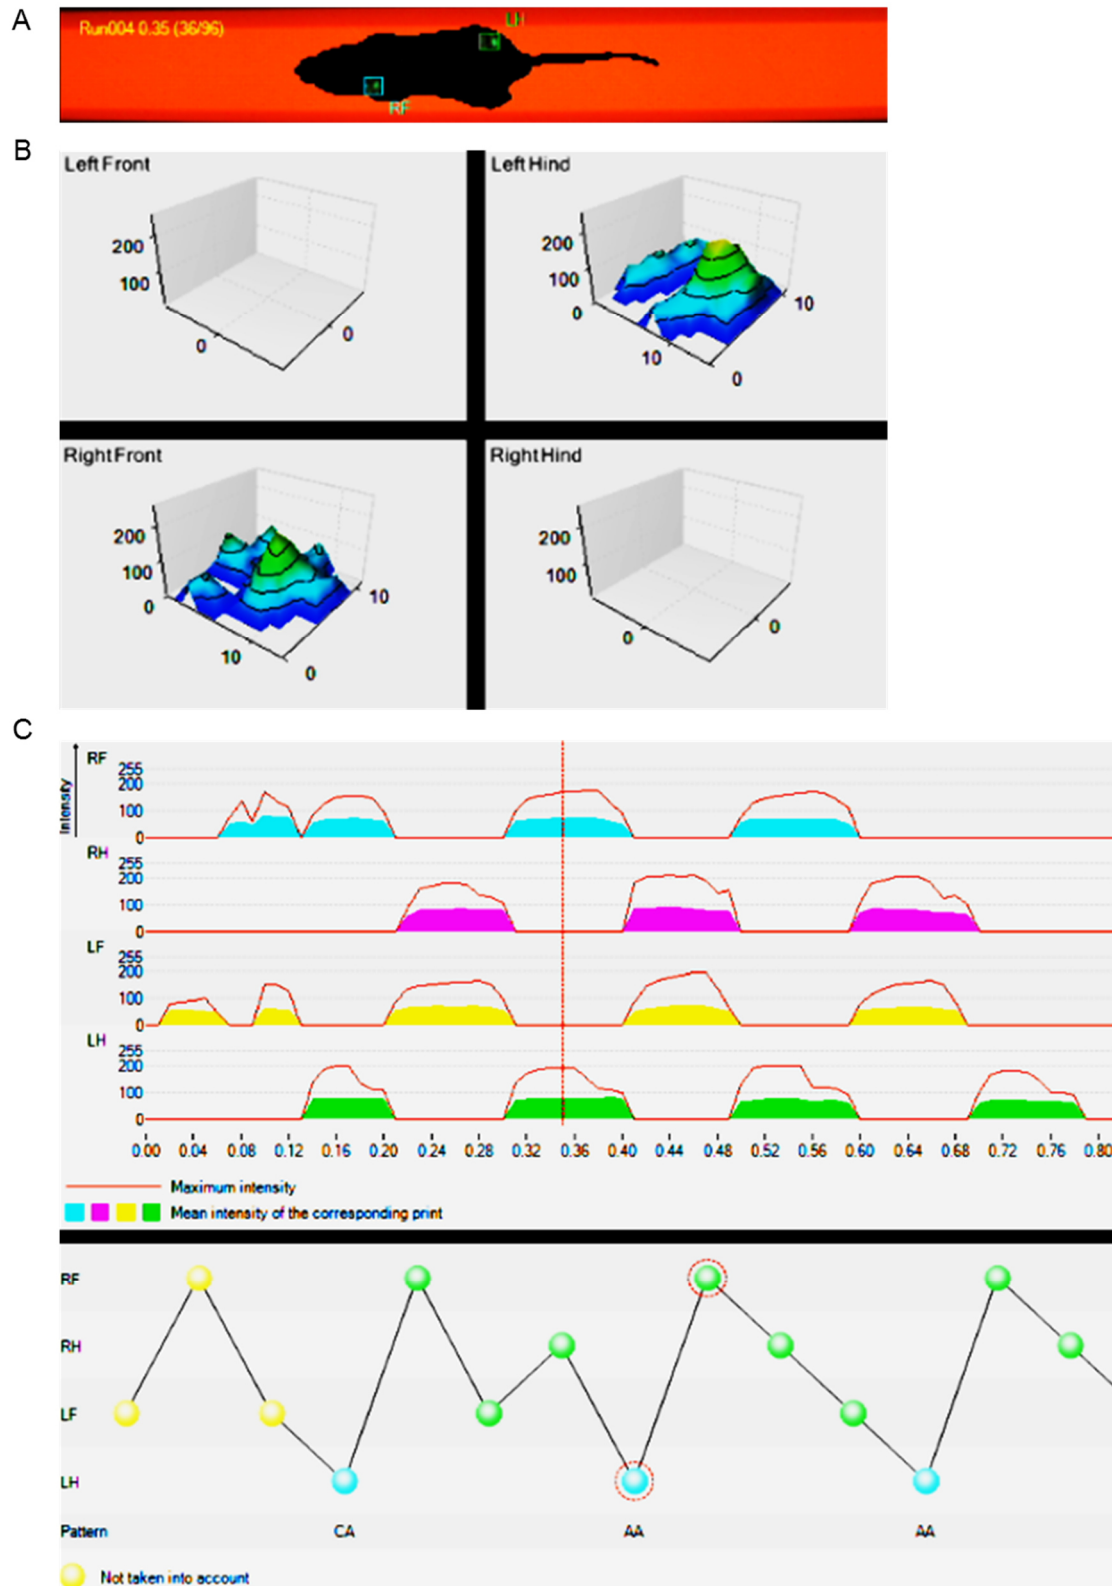 A
Run004 0.35 (36/96)
LH
RF
B
Left Front
200
100
0
0
Left Hind
200
100
0
10
10
0
Right Front
200
100
0
10
10
0
Right Hind
200
100
0
0
C
Intensity
RF
255
200
100
0
RH
255
200
100
0
LF
255
200
100
0
LH
255
200
100
0
0.00 0.04 0.08 0.12 0.16 0.20 0.24 0.28 0.32 0.36 0.40 0.44 0.48 0.52 0.56 0.60 0.64 0.68 0.72 0.76 0.80
Maximum intensity
Mean intensity of the corresponding print
RF
RH
LF
LH
Pattern CA AA AA
Not taken into account